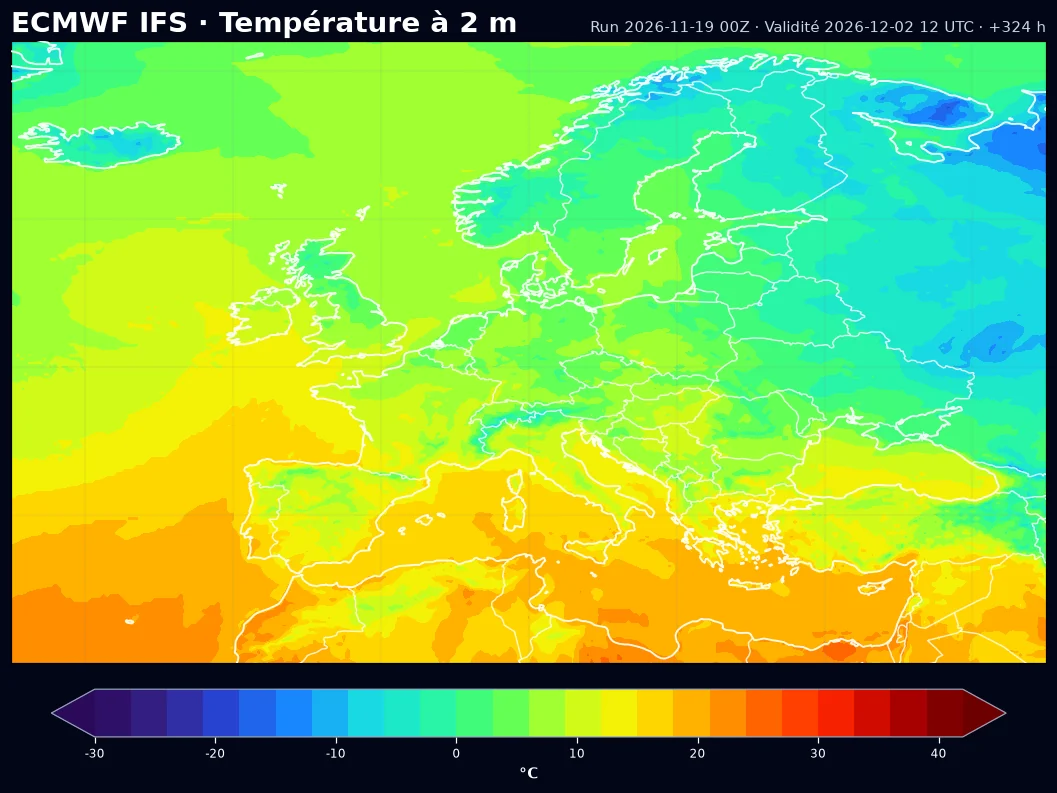 ECMWF IFS · Température à 2 m
Run 2026-11-19 00Z · Validité 2026-12-02 12 UTC · +324 h
-30 -20 -10 0 10 20 30 40
°C